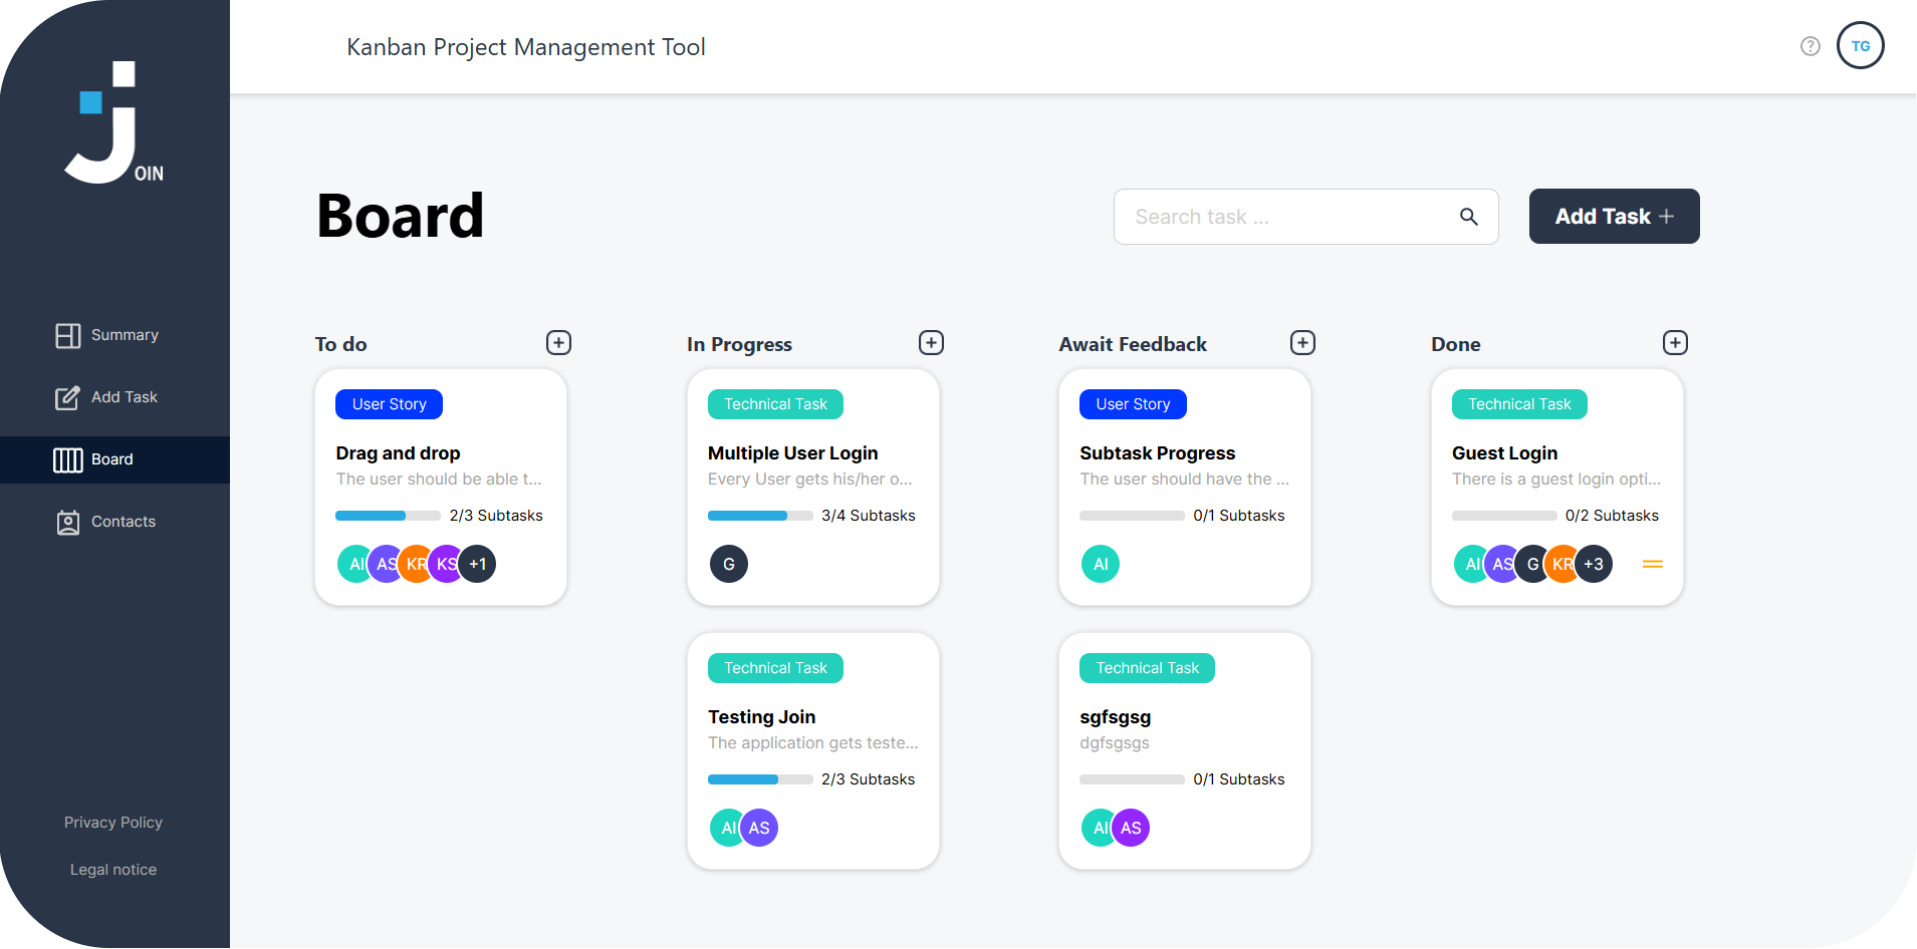 Kanban Project Management Tool
?
TG
OIN
Board
Search task ...
Add Task +
Summary
Add Task
Board
Contacts
Privacy Policy
Legal notice
To do
User Story
Drag and drop
The user should be able t...
2/3 Subtasks
AI AS KR KS +1
In Progress
Technical Task
Multiple User Login
Every User gets his/her o...
3/4 Subtasks
G
Technical Task
Testing Join
The application gets teste...
2/3 Subtasks
AI AS
Await Feedback
User Story
Subtask Progress
The user should have the ...
0/1 Subtasks
AI
Technical Task
sgfsgsg
dgfsgsgs
0/1 Subtasks
AI AS
Done
Technical Task
Guest Login
There is a guest login opti...
0/2 Subtasks
AI AS G KR +3